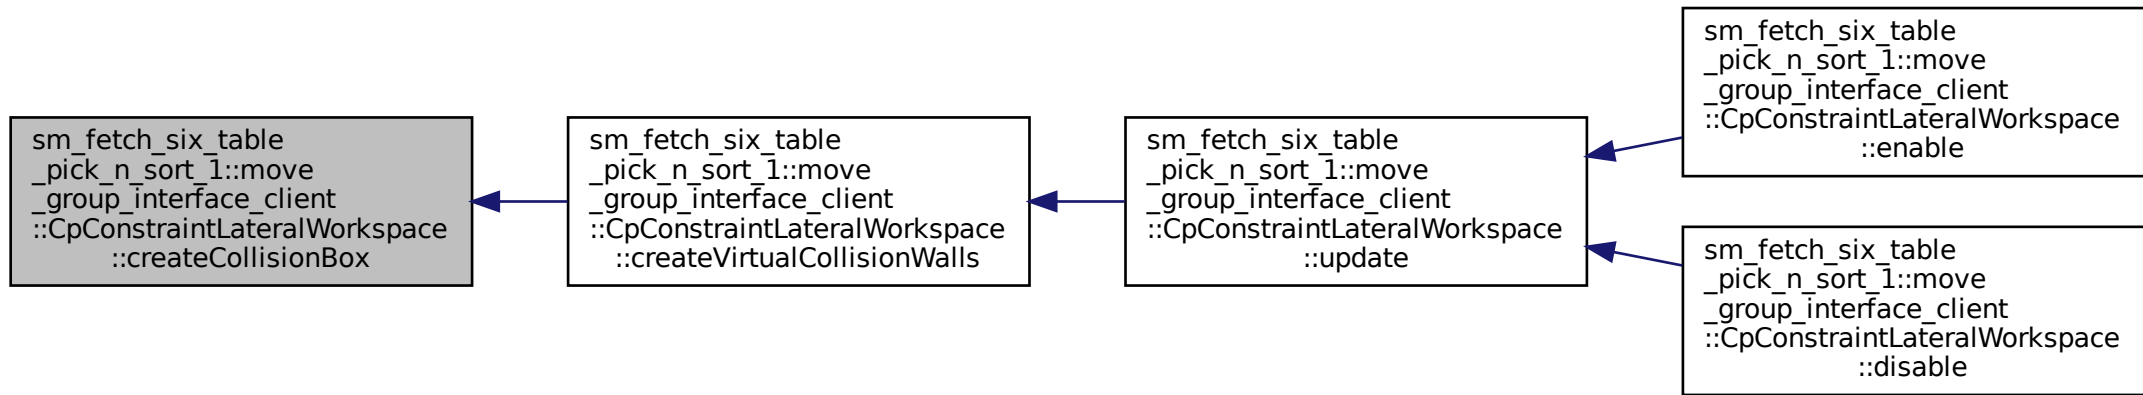 sm_fetch_six_table
_pick_n_sort_1::move
_group_interface_client
::CpConstraintLateralWorkspace
::createCollisionBox
sm_fetch_six_table
_pick_n_sort_1::move
_group_interface_client
::CpConstraintLateralWorkspace
::createVirtualCollisionWalls
sm_fetch_six_table
_pick_n_sort_1::move
_group_interface_client
::CpConstraintLateralWorkspace
::update
sm_fetch_six_table
_pick_n_sort_1::move
_group_interface_client
::CpConstraintLateralWorkspace
::enable
sm_fetch_six_table
_pick_n_sort_1::move
_group_interface_client
::CpConstraintLateralWorkspace
::disable